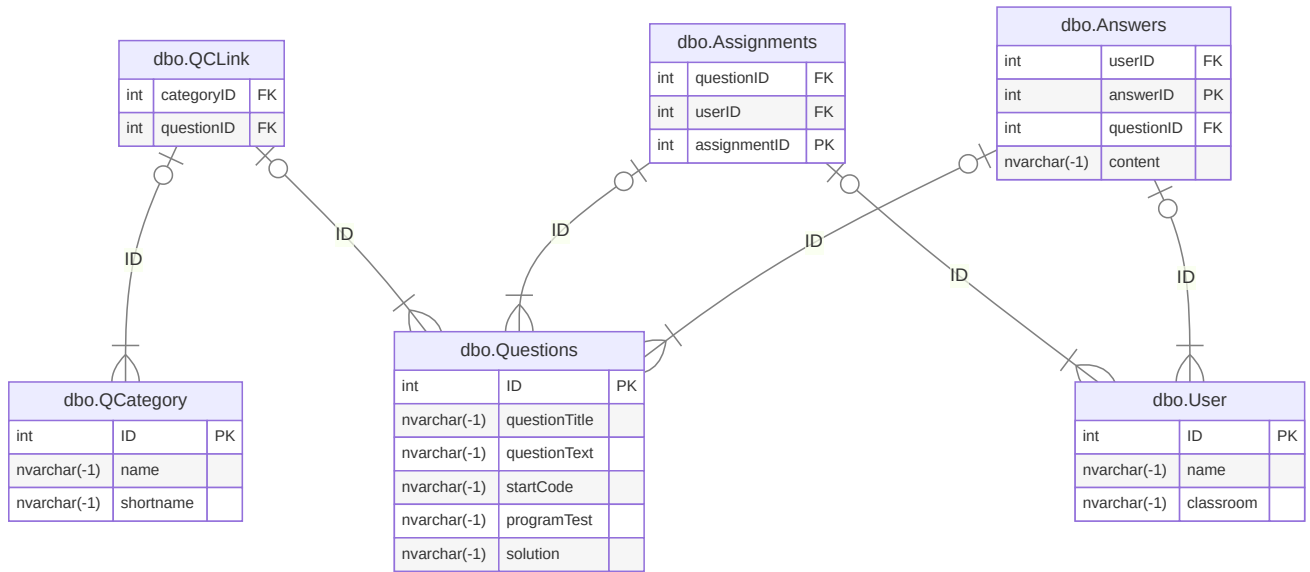 dbo.QCLink
int categoryID FK
int questionID FK
dbo.Assignments
int questionID FK
int userID FK
int assignmentID PK
dbo.Answers
int userID FK
int answerID PK
int questionID FK
nvarchar(-1) content
ID
ID
ID
ID
ID
ID
dbo.QCategory
int ID PK
nvarchar(-1) name
nvarchar(-1) shortname
dbo.Questions
int ID PK
nvarchar(-1) questionTitle
nvarchar(-1) questionText
nvarchar(-1) startCode
nvarchar(-1) programTest
nvarchar(-1) solution
dbo.User
int ID PK
nvarchar(-1) name
nvarchar(-1) classroom